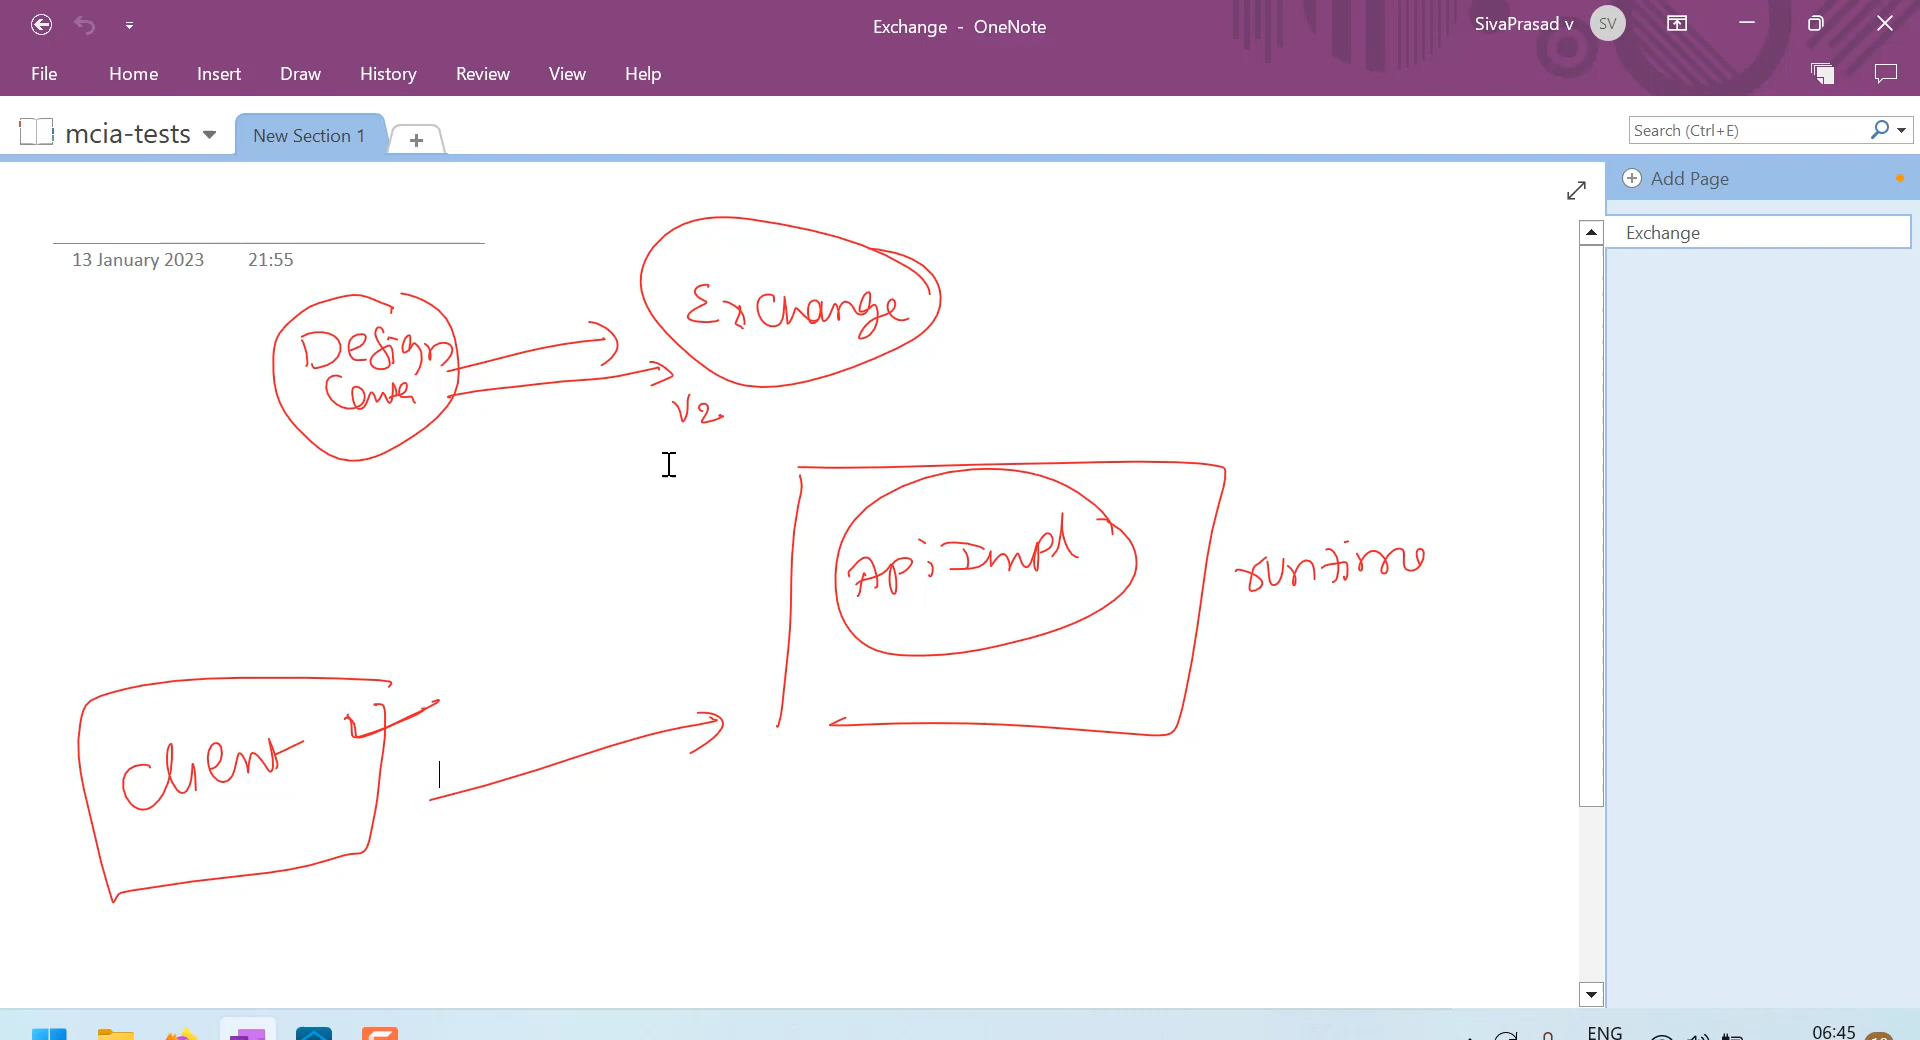 Exchange - OneNote
SivaPrasad v
SV
File Home Insert Draw History Review View Help
mcia-tests
New Section 1
+
Search (Ctrl+E)
Add Page
Exchange
13 January 2023 21:55
Exchange
Design
V2
Api Impl
runtime
client
ENG
06:45